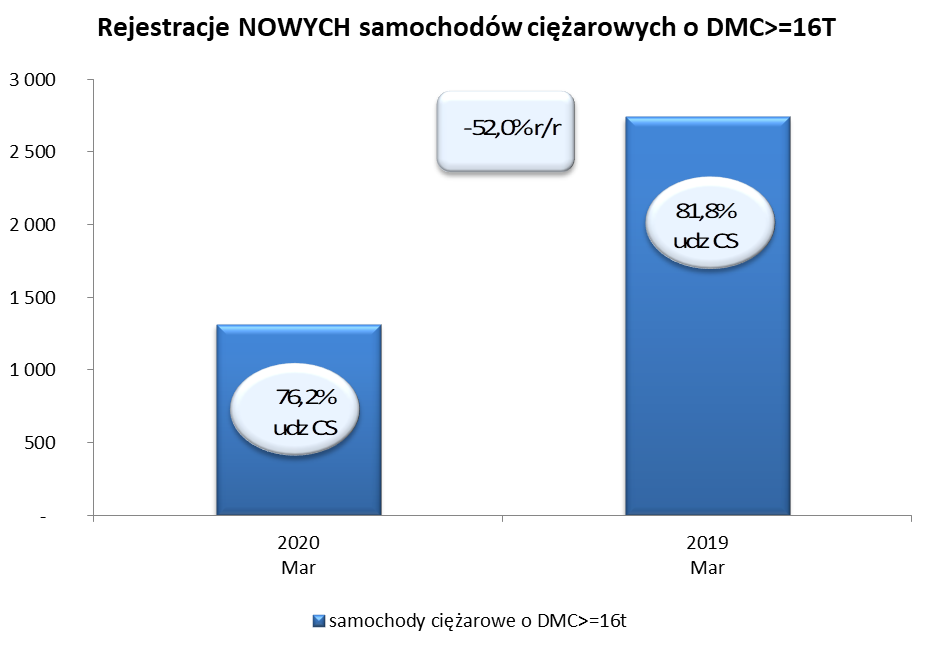 Rejestracje NOWYCH samochodów ciężarowych o DMC>=16T
3 000
2 500
2 000
1 500
1 000
500
-
-52,0% r/r
81,8%
udz CS
76,2%
udz CS
2020
Mar
2019
Mar
samochody ciężarowe o DMC>=16t